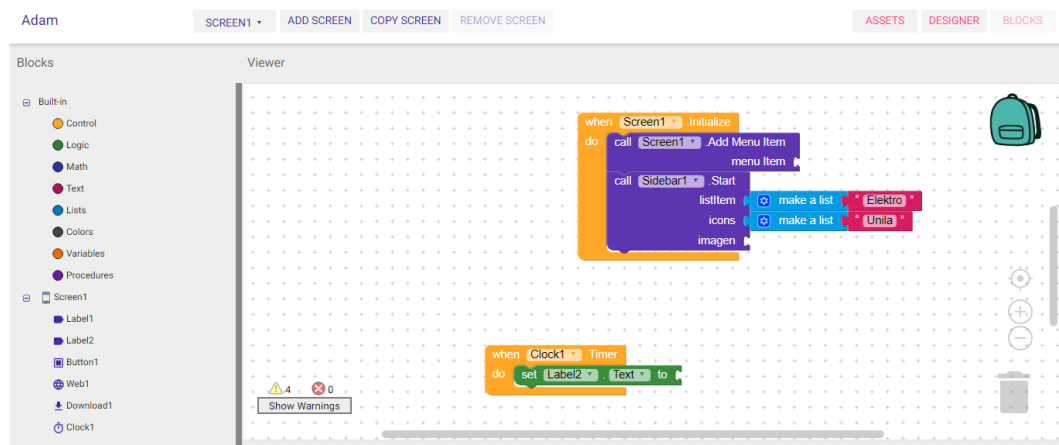 Adam
SCREEN1
ADD SCREEN
COPY SCREEN
REMOVE SCREEN
ASSETS
DESIGNER
BLOCKS
Blocks
Viewer
Built-in
Control
Logic
Math
Text
Lists
Colors
Variables
Procedures
Screen1
Label1
Label2
Button1
Web1
Download1
Clock1
when Screen1 .Initialize
do call Screen1 .Add Menu Item
menu Item
call Sidebar1 .Start
listItem make a list " Elektro "
icons make a list " Unila "
imagen
when Clock1 .Timer
do set Label2 . Text to
4 0
Show Warnings